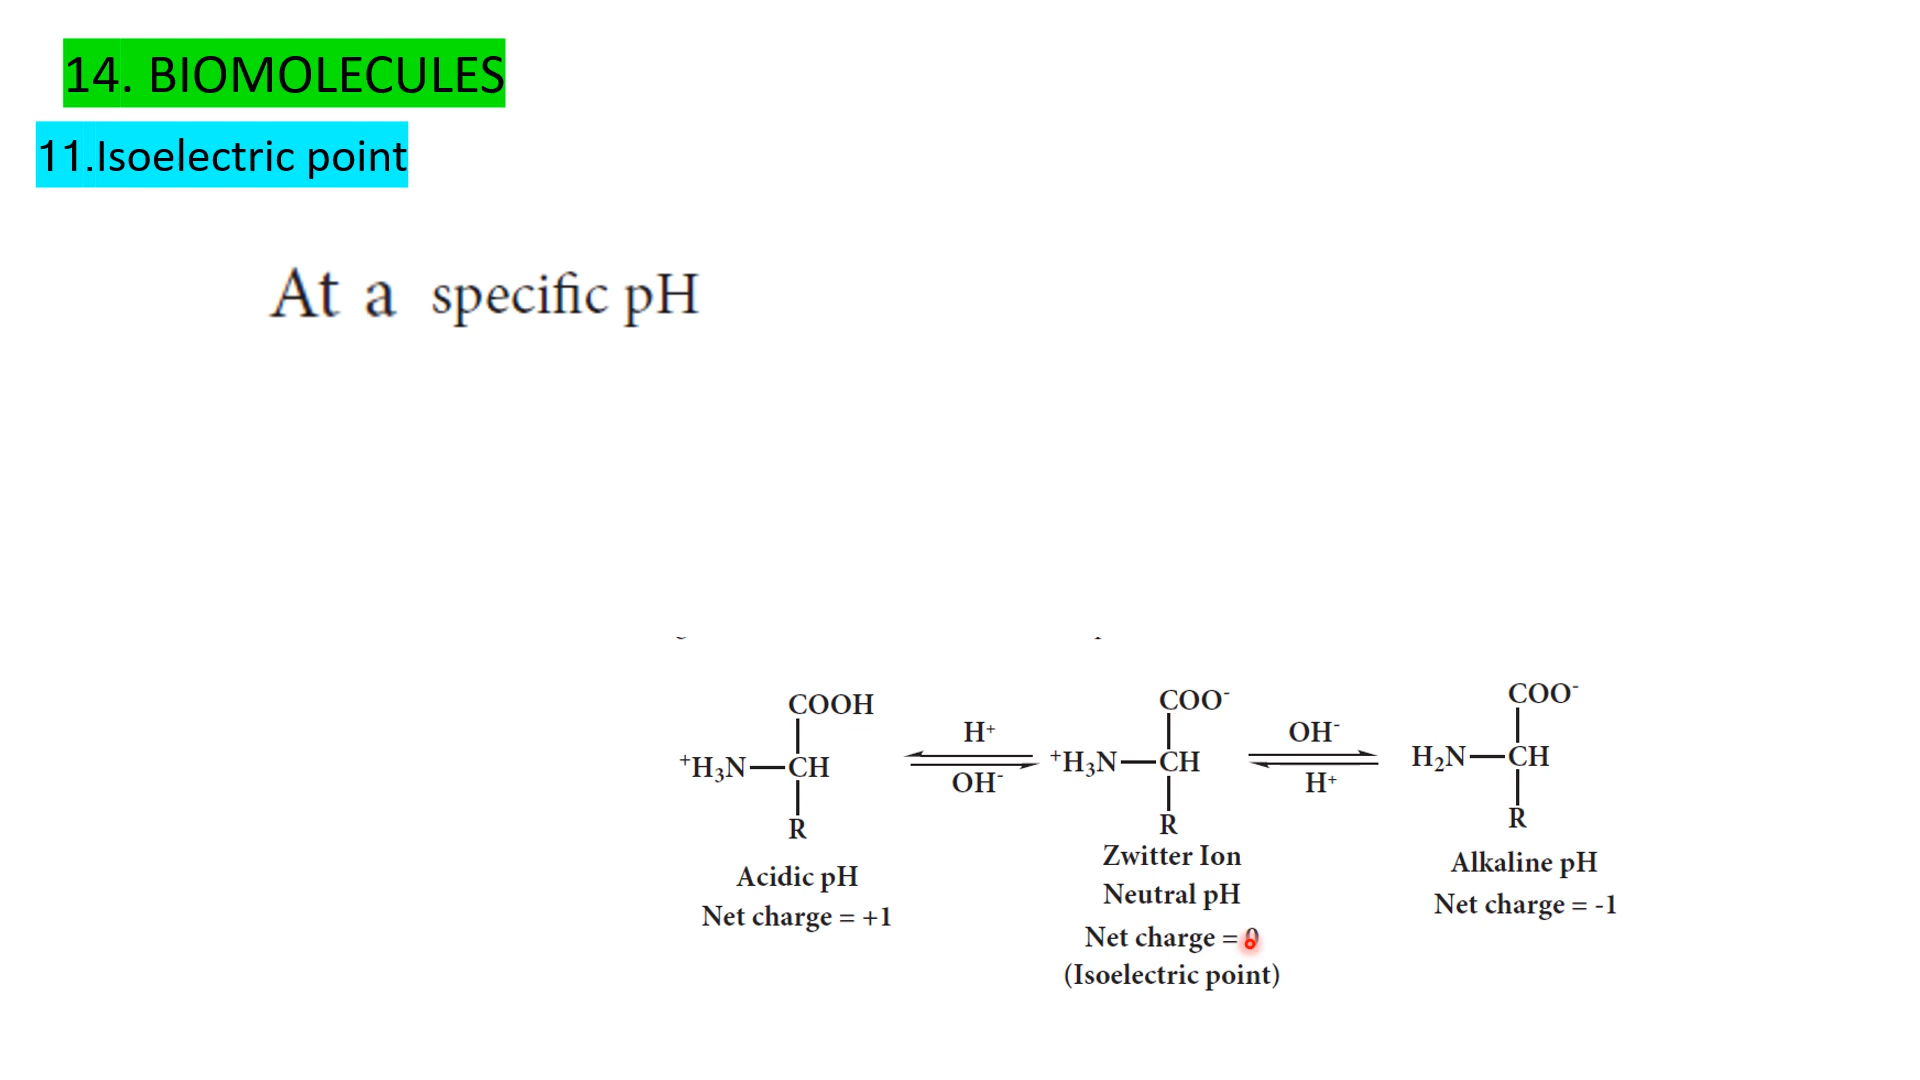 14. BIOMOLECULES
11.Isoelectric point
At a specific pH
COOH
+H3N—CH
R
Acidic pH
Net charge = +1
H+
OH-
COO-
+H3N—CH
R
Zwitter Ion
Neutral pH
Net charge = 0
(Isoelectric point)
OH-
H+
COO-
H2N—CH
R
Alkaline pH
Net charge = -1